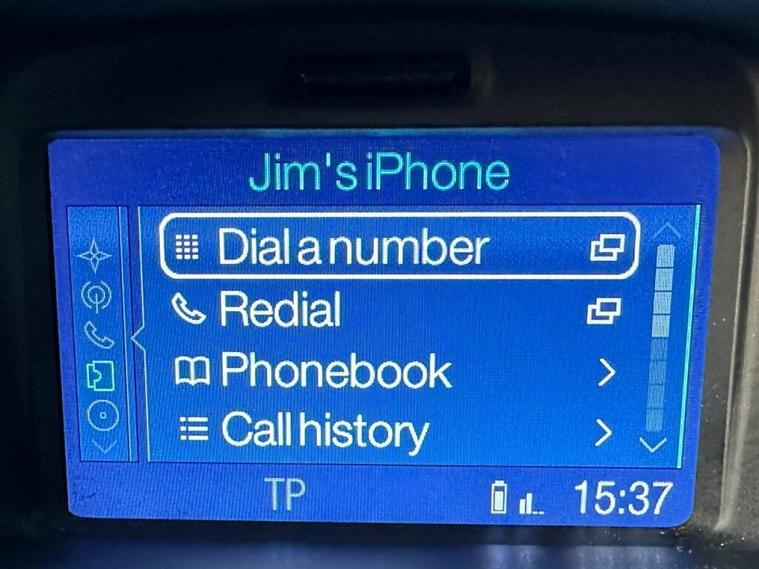 Jim's iPhone
Dial a number
Redial
Phonebook
Call history
TP
15:37